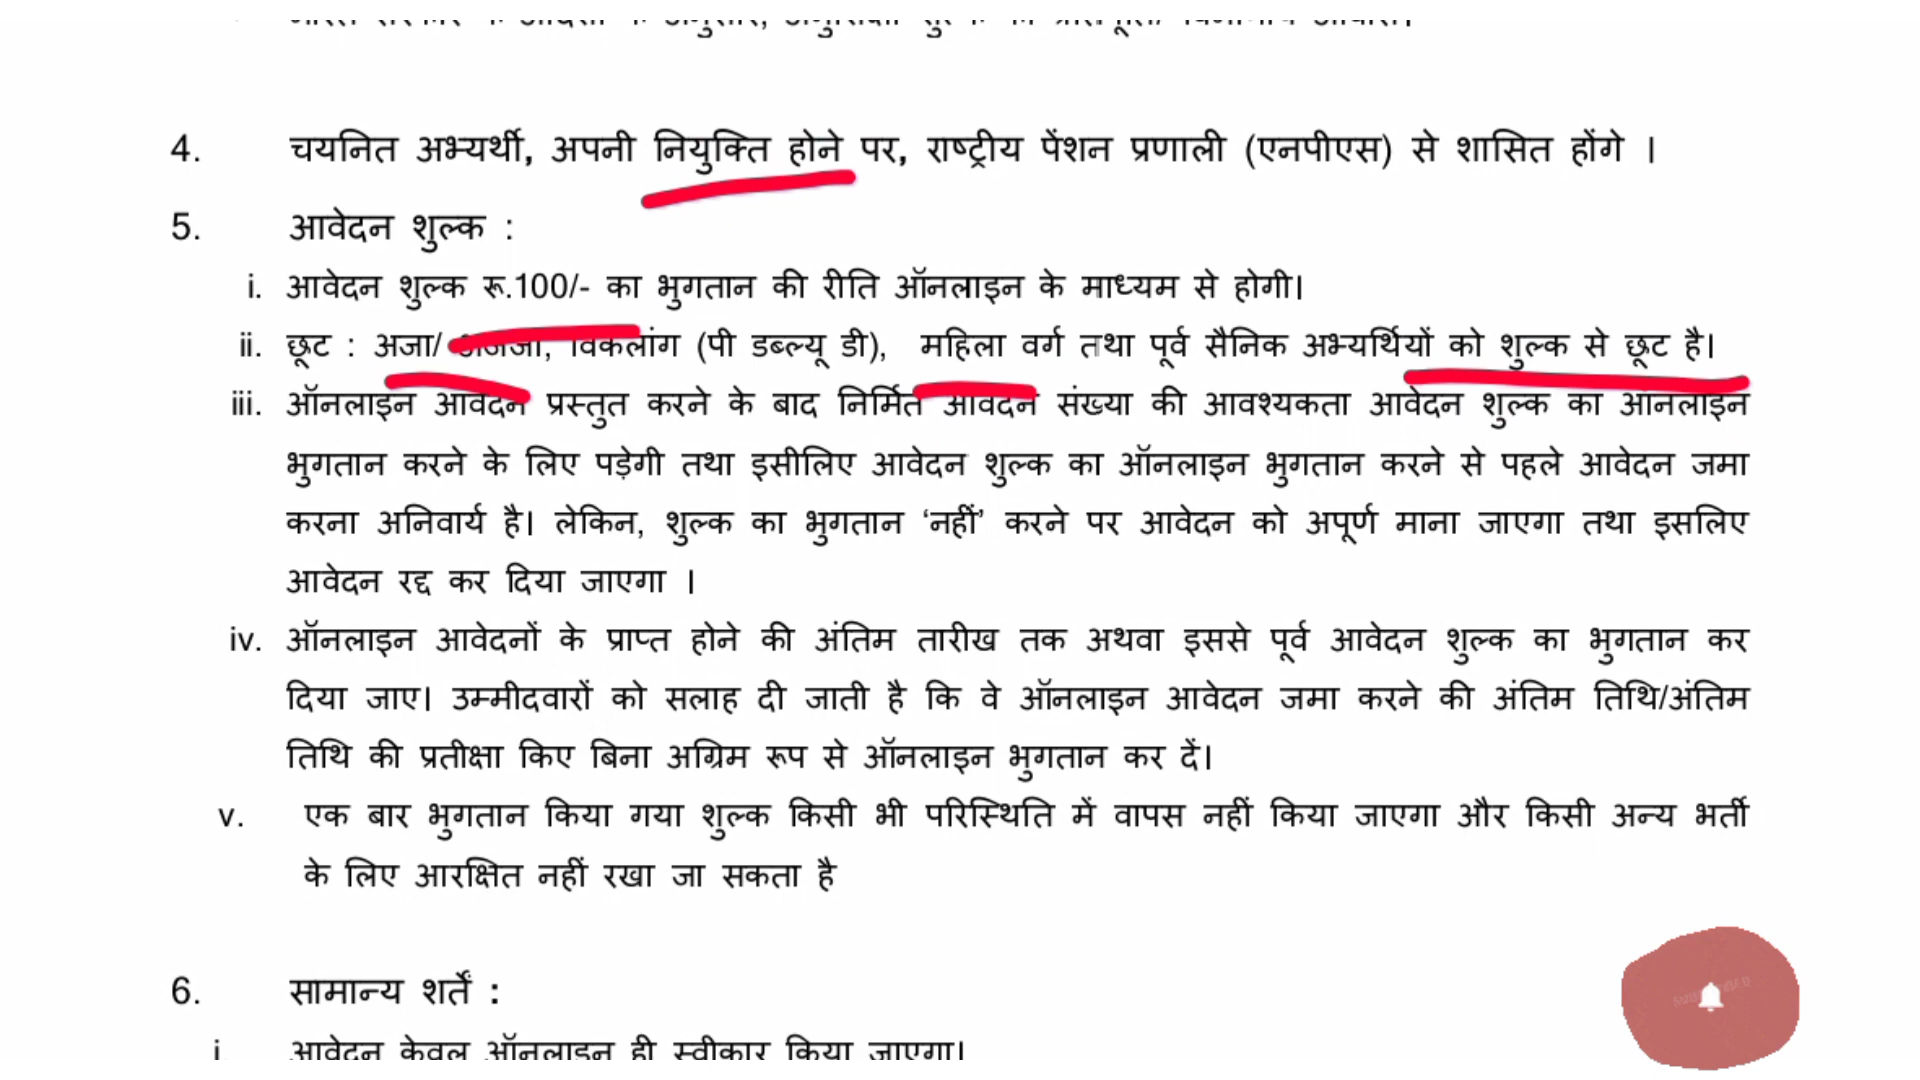 4. चयनित अभ्यर्थी, अपनी नियुक्ति होने पर, राष्ट्रीय पेंशन प्रणाली (एनपीएस) से शासित होंगे ।
5. आवेदन शुल्क :
i. आवेदन शुल्क रू.100/- का भुगतान की रीति ऑनलाइन के माध्यम से होगी।
ii. छूट : अजा/ अजजा, विकलांग (पी डब्ल्यू डी), महिला वर्ग तथा पूर्व सैनिक अभ्यर्थियों को शुल्क से छूट है।
iii. ऑनलाइन आवेदन प्रस्तुत करने के बाद निर्मित आवेदन संख्या की आवश्यकता आवेदन शुल्क का ऑनलाइन
भुगतान करने के लिए पड़ेगी तथा इसीलिए आवेदन शुल्क का ऑनलाइन भुगतान करने से पहले आवेदन जमा
करना अनिवार्य है। लेकिन, शुल्क का भुगतान ‘नहीं’ करने पर आवेदन को अपूर्ण माना जाएगा तथा इसलिए
आवेदन रद्द कर दिया जाएगा ।
iv. ऑनलाइन आवेदनों के प्राप्त होने की अंतिम तारीख तक अथवा इससे पूर्व आवेदन शुल्क का भुगतान कर
दिया जाए। उम्मीदवारों को सलाह दी जाती है कि वे ऑनलाइन आवेदन जमा करने की अंतिम तिथि/अंतिम
तिथि की प्रतीक्षा किए बिना अग्रिम रूप से ऑनलाइन भुगतान कर दें।
v. एक बार भुगतान किया गया शुल्क किसी भी परिस्थिति में वापस नहीं किया जाएगा और किसी अन्य भर्ती
के लिए आरक्षित नहीं रखा जा सकता है
6. सामान्य शर्तें :
i. आवेदन केवल ऑनलाइन ही स्वीकार किया जाएगा।